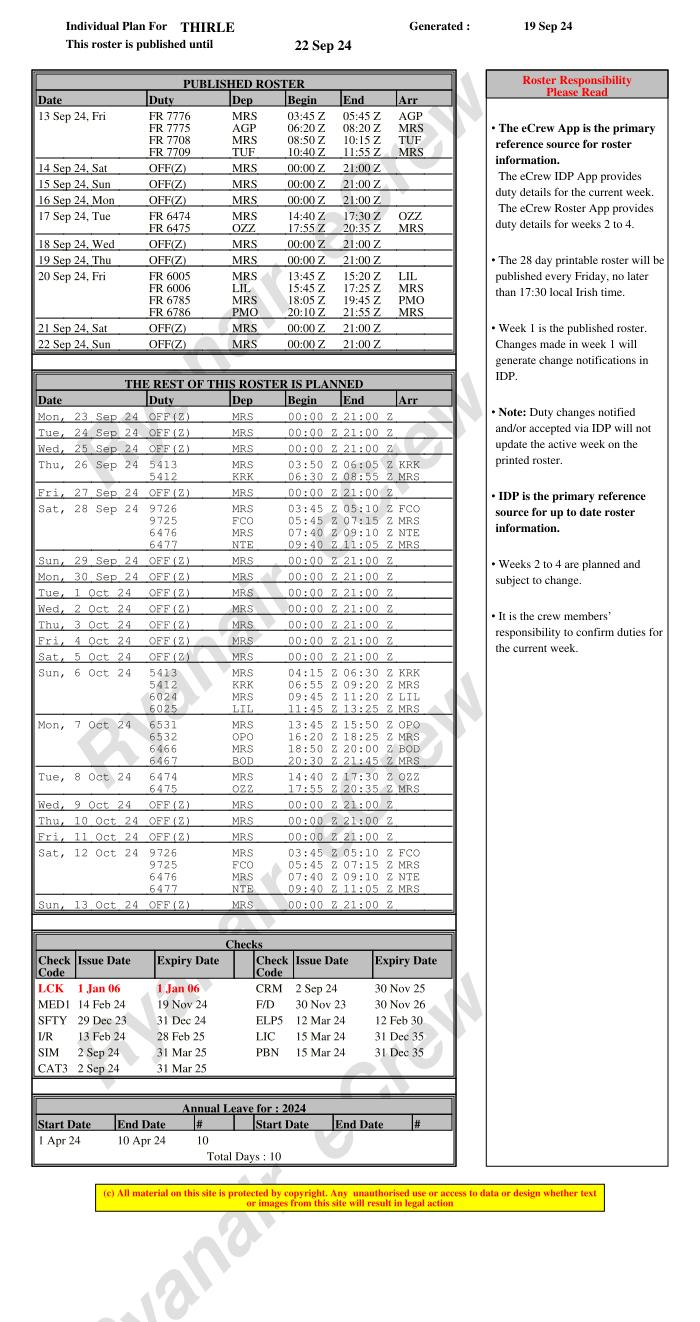 Individual Plan For THIRLE Generated : 19 Sep 24
This roster is published until 22 Sep 24
PUBLISHED ROSTER
Date Duty Dep Begin End Arr
13 Sep 24, Fri FR 7776 MRS 03:45 Z 05:45 Z AGP
FR 7775 AGP 06:20 Z 08:20 Z MRS
FR 7708 MRS 08:50 Z 10:15 Z TUF
FR 7709 TUF 10:40 Z 11:55 Z MRS
14 Sep 24, Sat OFF(Z) MRS 00:00 Z 21:00 Z
15 Sep 24, Sun OFF(Z) MRS 00:00 Z 21:00 Z
16 Sep 24, Mon OFF(Z) MRS 00:00 Z 21:00 Z
17 Sep 24, Tue FR 6474 MRS 14:40 Z 17:30 Z OZZ
FR 6475 OZZ 17:55 Z 20:35 Z MRS
18 Sep 24, Wed OFF(Z) MRS 00:00 Z 21:00 Z
19 Sep 24, Thu OFF(Z) MRS 00:00 Z 21:00 Z
20 Sep 24, Fri FR 6005 MRS 13:45 Z 15:20 Z LIL
FR 6006 LIL 15:45 Z 17:25 Z MRS
FR 6785 MRS 18:05 Z 19:45 Z PMO
FR 6786 PMO 20:10 Z 21:55 Z MRS
21 Sep 24, Sat OFF(Z) MRS 00:00 Z 21:00 Z
22 Sep 24, Sun OFF(Z) MRS 00:00 Z 21:00 Z
THE REST OF THIS ROSTER IS PLANNED
Date Duty Dep Begin End Arr
Mon, 23 Sep 24 OFF(Z) MRS 00:00 Z 21:00 Z
Tue, 24 Sep 24 OFF(Z) MRS 00:00 Z 21:00 Z
Wed, 25 Sep 24 OFF(Z) MRS 00:00 Z 21:00 Z
Thu, 26 Sep 24 5413 MRS 03:50 Z 06:05 Z KRK
5412 KRK 06:30 Z 08:55 Z MRS
Fri, 27 Sep 24 OFF(Z) MRS 00:00 Z 21:00 Z
Sat, 28 Sep 24 9726 MRS 03:45 Z 05:10 Z FCO
9725 FCO 05:45 Z 07:15 Z MRS
6476 MRS 07:40 Z 09:10 Z NTE
6477 NTE 09:40 Z 11:05 Z MRS
Sun, 29 Sep 24 OFF(Z) MRS 00:00 Z 21:00 Z
Mon, 30 Sep 24 OFF(Z) MRS 00:00 Z 21:00 Z
Tue, 1 Oct 24 OFF(Z) MRS 00:00 Z 21:00 Z
Wed, 2 Oct 24 OFF(Z) MRS 00:00 Z 21:00 Z
Thu, 3 Oct 24 OFF(Z) MRS 00:00 Z 21:00 Z
Fri, 4 Oct 24 OFF(Z) MRS 00:00 Z 21:00 Z
Sat, 5 Oct 24 OFF(Z) MRS 00:00 Z 21:00 Z
Sun, 6 Oct 24 5413 MRS 04:15 Z 06:30 Z KRK
5412 KRK 06:55 Z 09:20 Z MRS
6024 MRS 09:45 Z 11:20 Z LIL
6025 LIL 11:45 Z 13:25 Z MRS
Mon, 7 Oct 24 6531 MRS 13:45 Z 15:50 Z OPO
6532 OPO 16:20 Z 18:25 Z MRS
6466 MRS 18:50 Z 20:00 Z BOD
6467 BOD 20:30 Z 21:45 Z MRS
Tue, 8 Oct 24 6474 MRS 14:40 Z 17:30 Z OZZ
6475 OZZ 17:55 Z 20:35 Z MRS
Wed, 9 Oct 24 OFF(Z) MRS 00:00 Z 21:00 Z
Thu, 10 Oct 24 OFF(Z) MRS 00:00 Z 21:00 Z
Fri, 11 Oct 24 OFF(Z) MRS 00:00 Z 21:00 Z
Sat, 12 Oct 24 9726 MRS 03:45 Z 05:10 Z FCO
9725 FCO 05:45 Z 07:15 Z MRS
6476 MRS 07:40 Z 09:10 Z NTE
6477 NTE 09:40 Z 11:05 Z MRS
Sun, 13 Oct 24 OFF(Z) MRS 00:00 Z 21:00 Z
Checks
Check Issue Date Expiry Date Check Issue Date Expiry Date
Code Code
LCK 1 Jan 06 1 Jan 06 CRM 2 Sep 24 30 Nov 25
MED1 14 Feb 24 19 Nov 24 F/D 30 Nov 23 30 Nov 26
SFTY 29 Dec 23 31 Dec 24 ELP5 12 Mar 24 12 Feb 30
I/R 13 Feb 24 28 Feb 25 LIC 15 Mar 24 31 Dec 35
SIM 2 Sep 24 31 Mar 25 PBN 15 Mar 24 31 Dec 35
CAT3 2 Sep 24 31 Mar 25
Annual Leave for : 2024
Start Date End Date # Start Date End Date #
1 Apr 24 10 Apr 24 10
Total Days : 10
Roster Responsibility
Please Read
• The eCrew App is the primary
reference source for roster
information.
The eCrew IDP App provides
duty details for the current week.
The eCrew Roster App provides
duty details for weeks 2 to 4.
• The 28 day printable roster will be
published every Friday, no later
than 17:30 local Irish time.
• Week 1 is the published roster.
Changes made in week 1 will
generate change notifications in
IDP.
• Note: Duty changes notified
and/or accepted via IDP will not
update the active week on the
printed roster.
• IDP is the primary reference
source for up to date roster
information.
• Weeks 2 to 4 are planned and
subject to change.
• It is the crew members’
responsibility to confirm duties for
the current week.
(c) All material on this site is protected by copyright. Any unauthorised use or access to data or design whether text
or images from this site will result in legal action
Ryanair eCrew
Ryanair eCrew
Ryanair eCrew
Ryanair eCrew